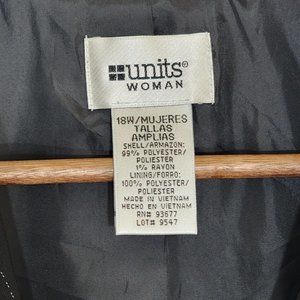 units®
WOMAN
18W/MUJERES
TALLAS
AMPLIAS
SHELL/ARMAZON:
99% POLYESTER/
POLIESTER
1% RAYON
LINING/FORRO:
100% POLYESTER/
POLIESTER
MADE IN VIETNAM
HECHO EN VIETNAM
RN# 93677
LOT# 9547